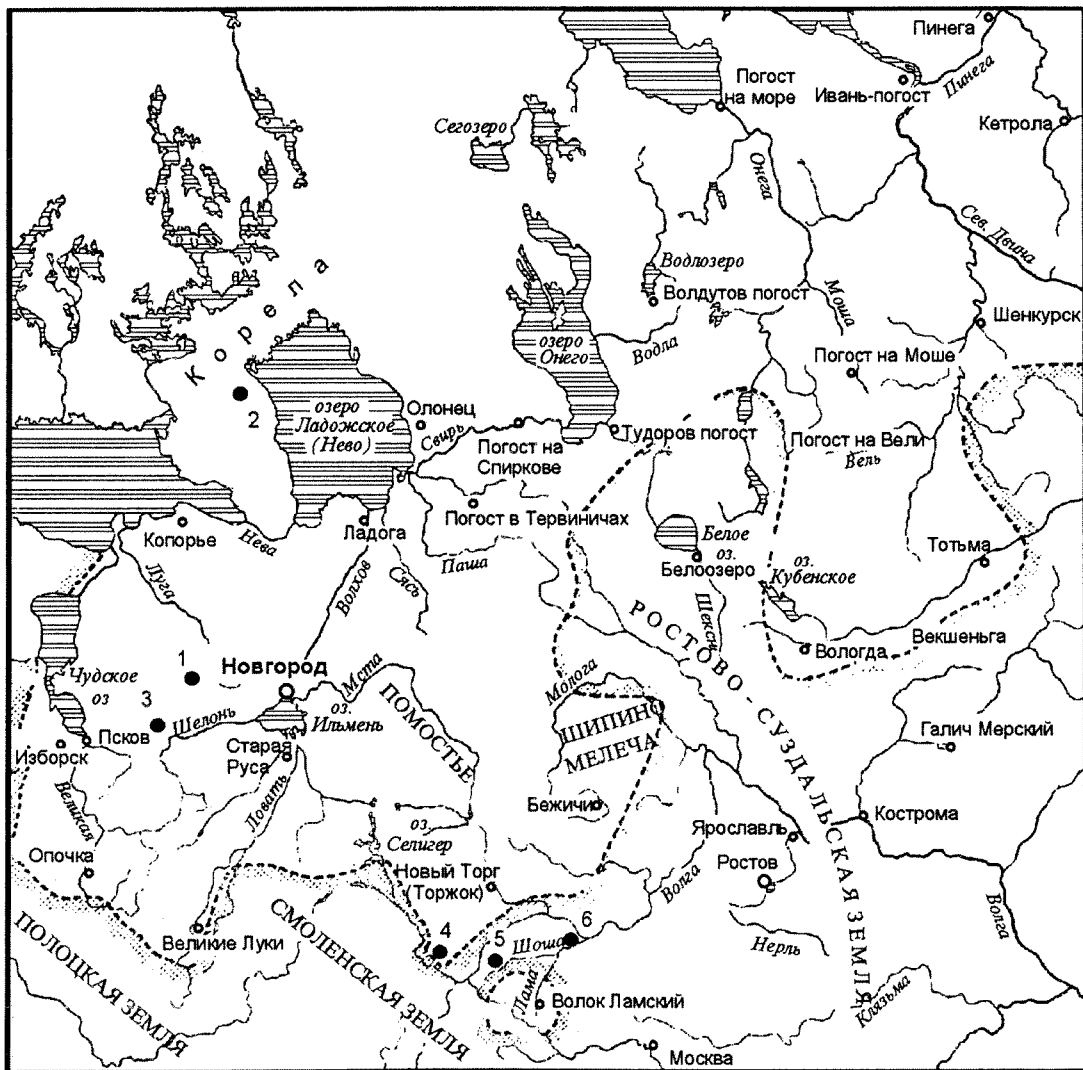 Пинега
Погост
на море
Ивань-погост
Пинега
Сегозеро
Кетрола
Онега
Сев. Двина
Корела
Водлозеро
Волдутов погост
Моша
Шенкурск
озеро
Онего
Водла
Погост на Моше
2
озеро
Ладожское
(Нево)
Олонец
Свирь
Погост на
Спиркове
Тудоров погост
Погост на Вели
Вель
Копорье
Нева
Ладога
Погост в Тервиничах
Белое
оз.
Белоозеро
оз.
Кубенское
Тотьма
Луга
Волхов
Сясь
Паша
Шексна
РОСТОВО-СУЗДАЛЬСКАЯ ЗЕМЛЯ
Вологда
Векшеньга
1
Новгород
Мста
Чудское
оз
3
Шелонь
оз.
Ильмень
ПОМОСТЬЕ
Молога
ШИПИНО
МЕЛЕЧА
Галич Мерский
Изборск
Псков
Старая
Руса
Великая
Ловать
Бежичи
Кострома
оз.
Селигер
Ярославль
Опочка
Новый Торг
(Торжок)
Волга
Ростов
Волга
Великие Луки
4
5
Шоша
6
Нерль
ПОЛОЦКАЯ ЗЕМЛЯ
СМОЛЕНСКАЯ ЗЕМЛЯ
Лама
Волок Ламский
Клязьма
Москва